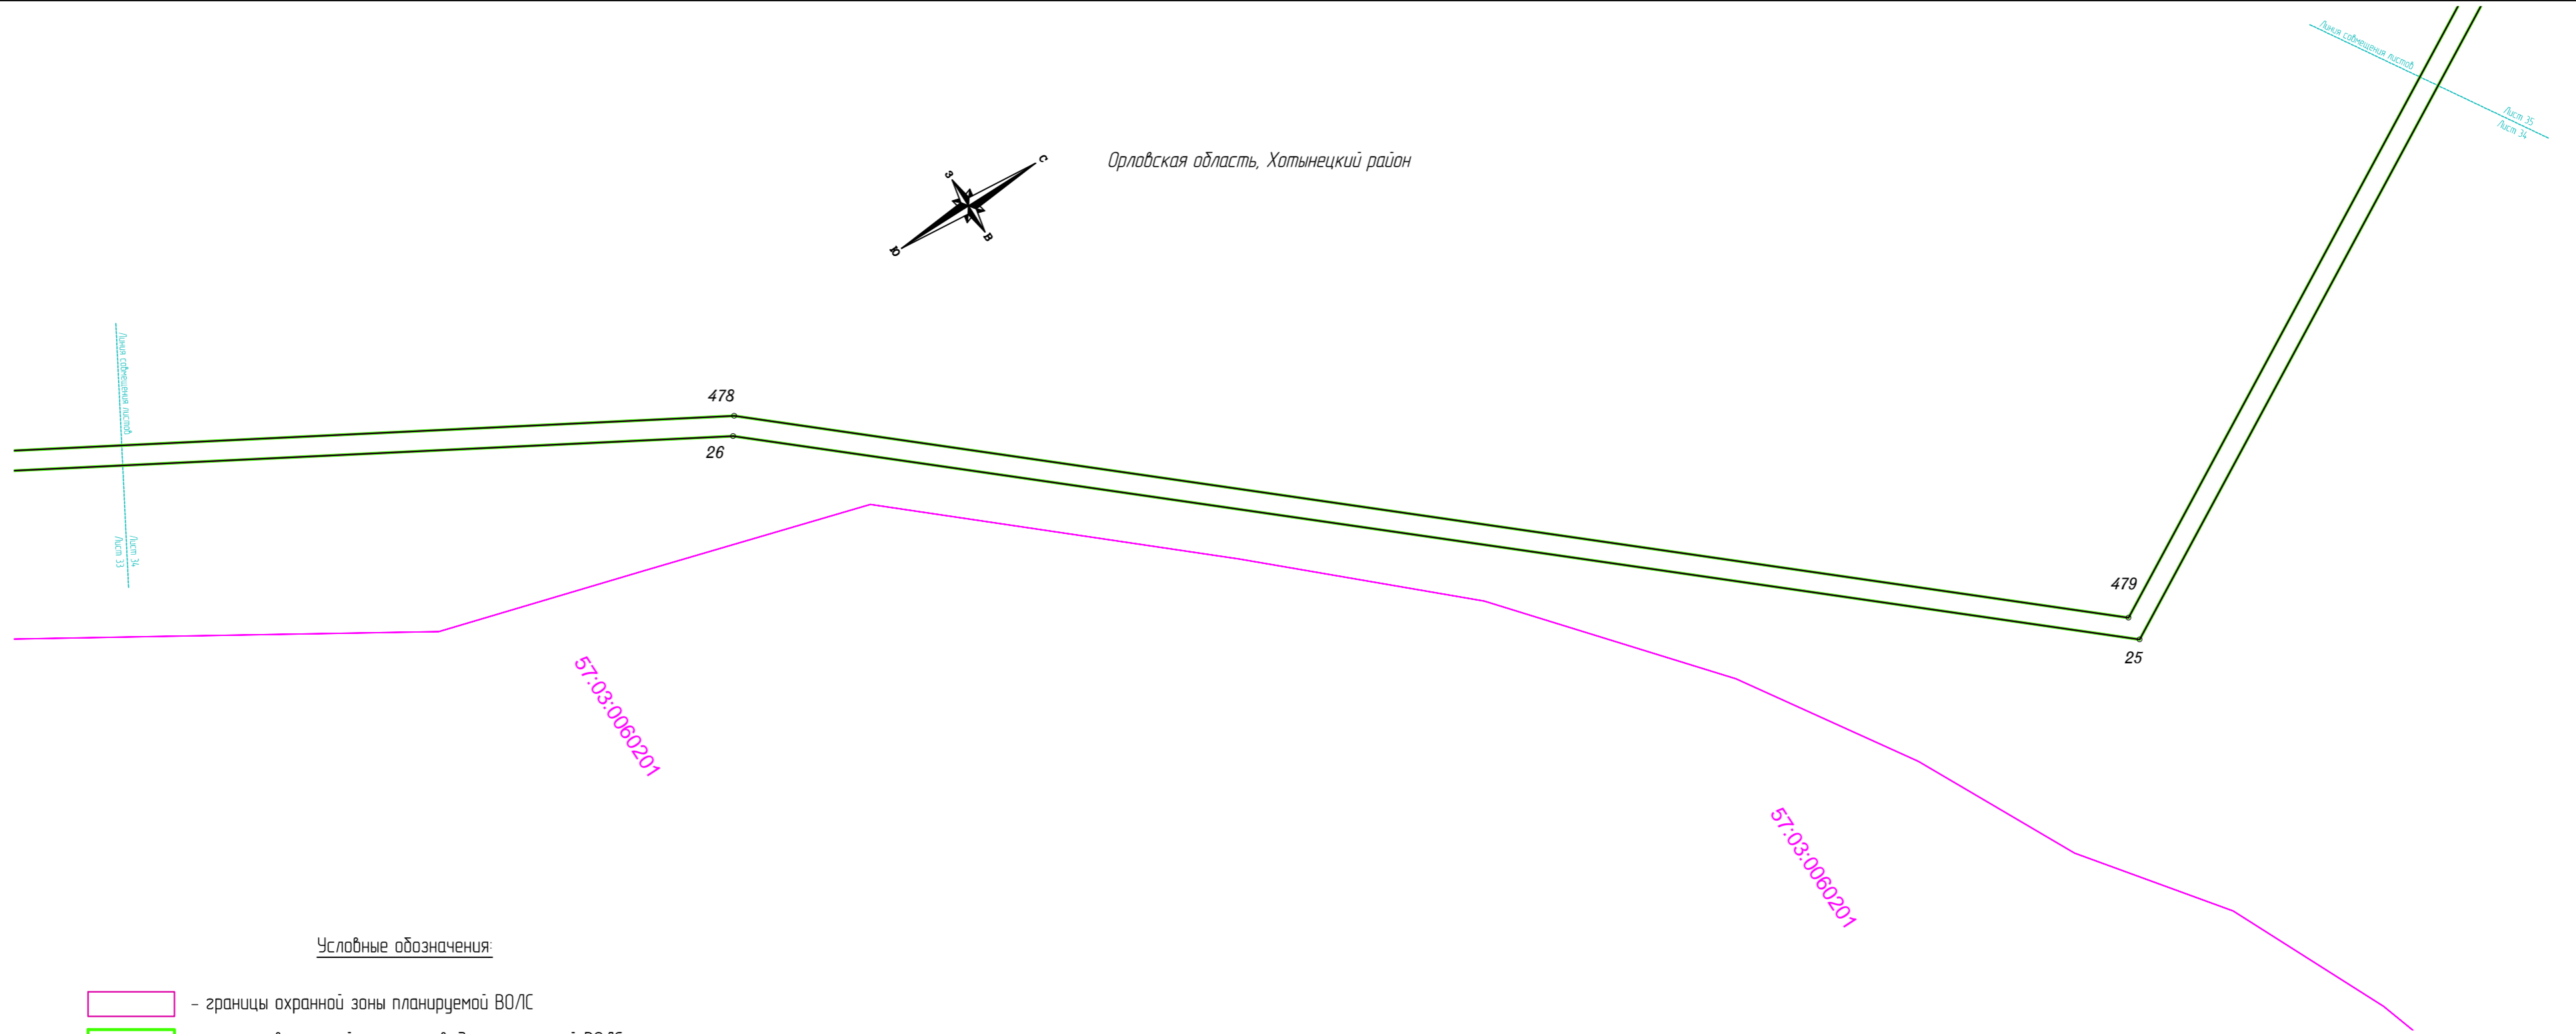 Линия совмещения листов
Лист 35
Лист 34
Орловская область, Хотынецкий район
С
З
В
Ю
Линия совмещения листов
Лист 34
Лист 33
478
26
479
25
57:03:0060201
57:03:0060201
Условные обозначения:
- границы охранной зоны планируемой ВОЛС